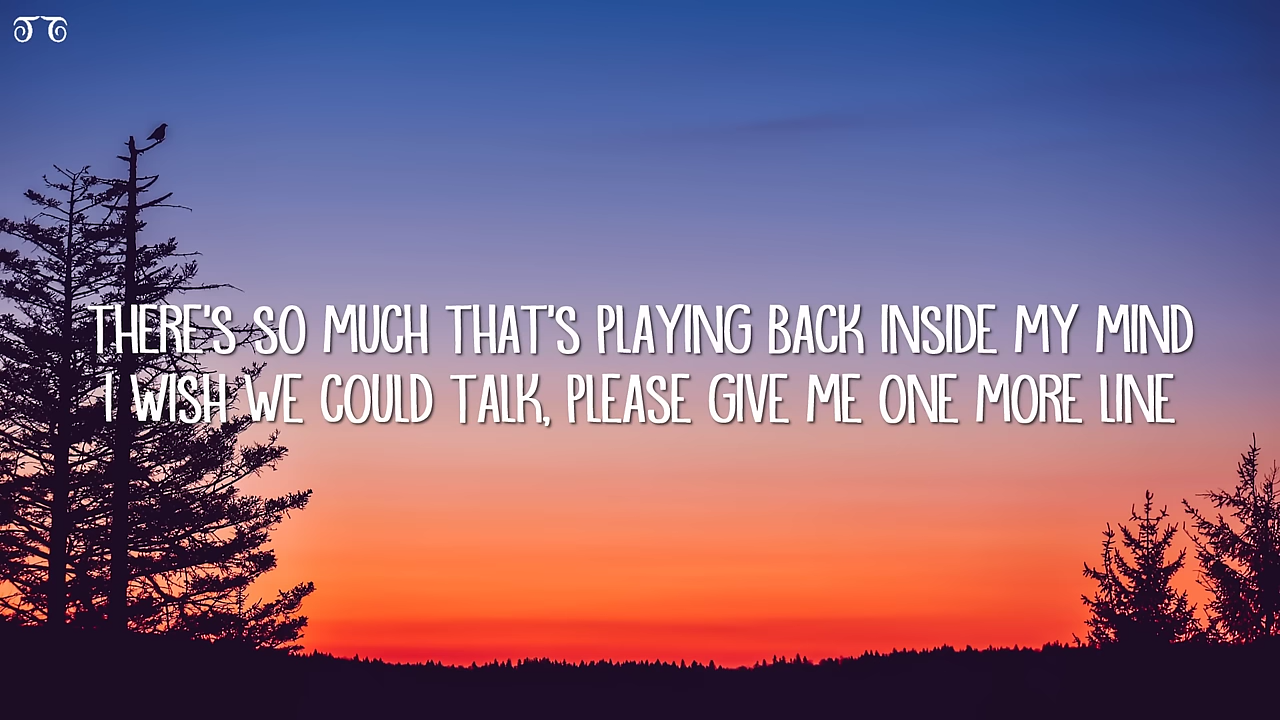 THERE'S SO MUCH THAT'S PLAYING BACK INSIDE MY MIND
I WISH WE COULD TALK, PLEASE GIVE ME ONE MORE LINE